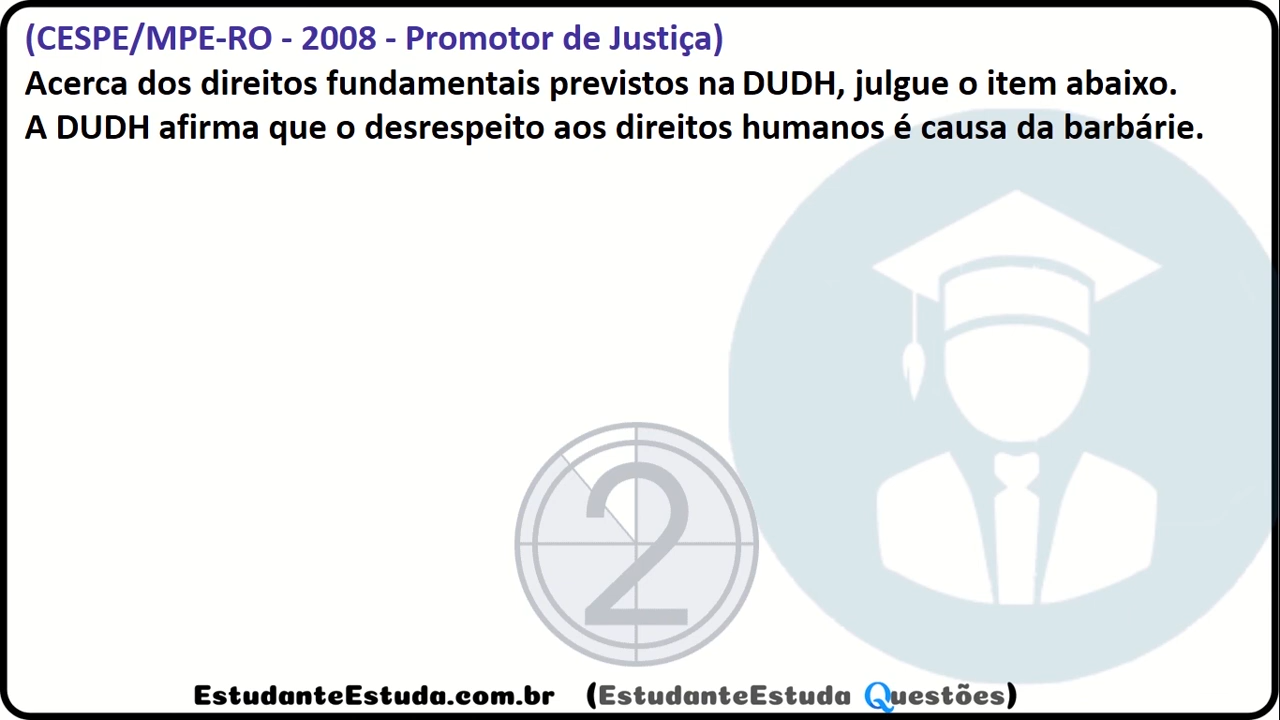 (CESPE/MPE-RO - 2008 - Promotor de Justiça)
Acerca dos direitos fundamentais previstos na DUDH, julgue o item abaixo.
A DUDH afirma que o desrespeito aos direitos humanos é causa da barbárie.
2
EstudanteEstuda.com.br (EstudanteEstuda Questões)